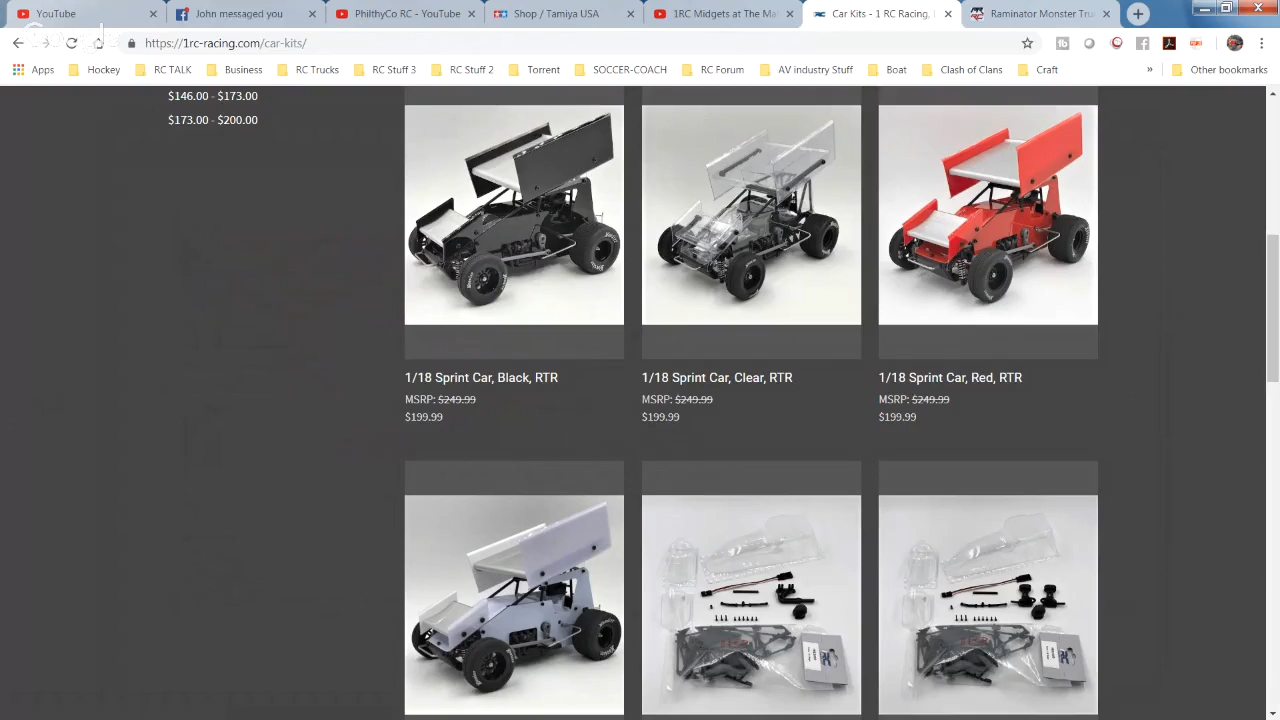 YouTube
John messaged you
PhilthyCo RC - YouTube
Shop / Tamiya USA
1RC Midgets at The Ma
Car Kits - 1 RC Racing, L
Raminator Monster Tru
https://1rc-racing.com/car-kits/
Apps
Hockey
RC TALK
Business
RC Trucks
RC Stuff 3
RC Stuff 2
Torrent
SOCCER-COACH
RC Forum
AV industry Stuff
Boat
Clash of Clans
Craft
»
Other bookmarks
$146.00 - $173.00
$173.00 - $200.00
1/18 Sprint Car, Black, RTR
MSRP: $249.99
$199.99
1/18 Sprint Car, Clear, RTR
MSRP: $249.99
$199.99
1/18 Sprint Car, Red, RTR
MSRP: $249.99
$199.99